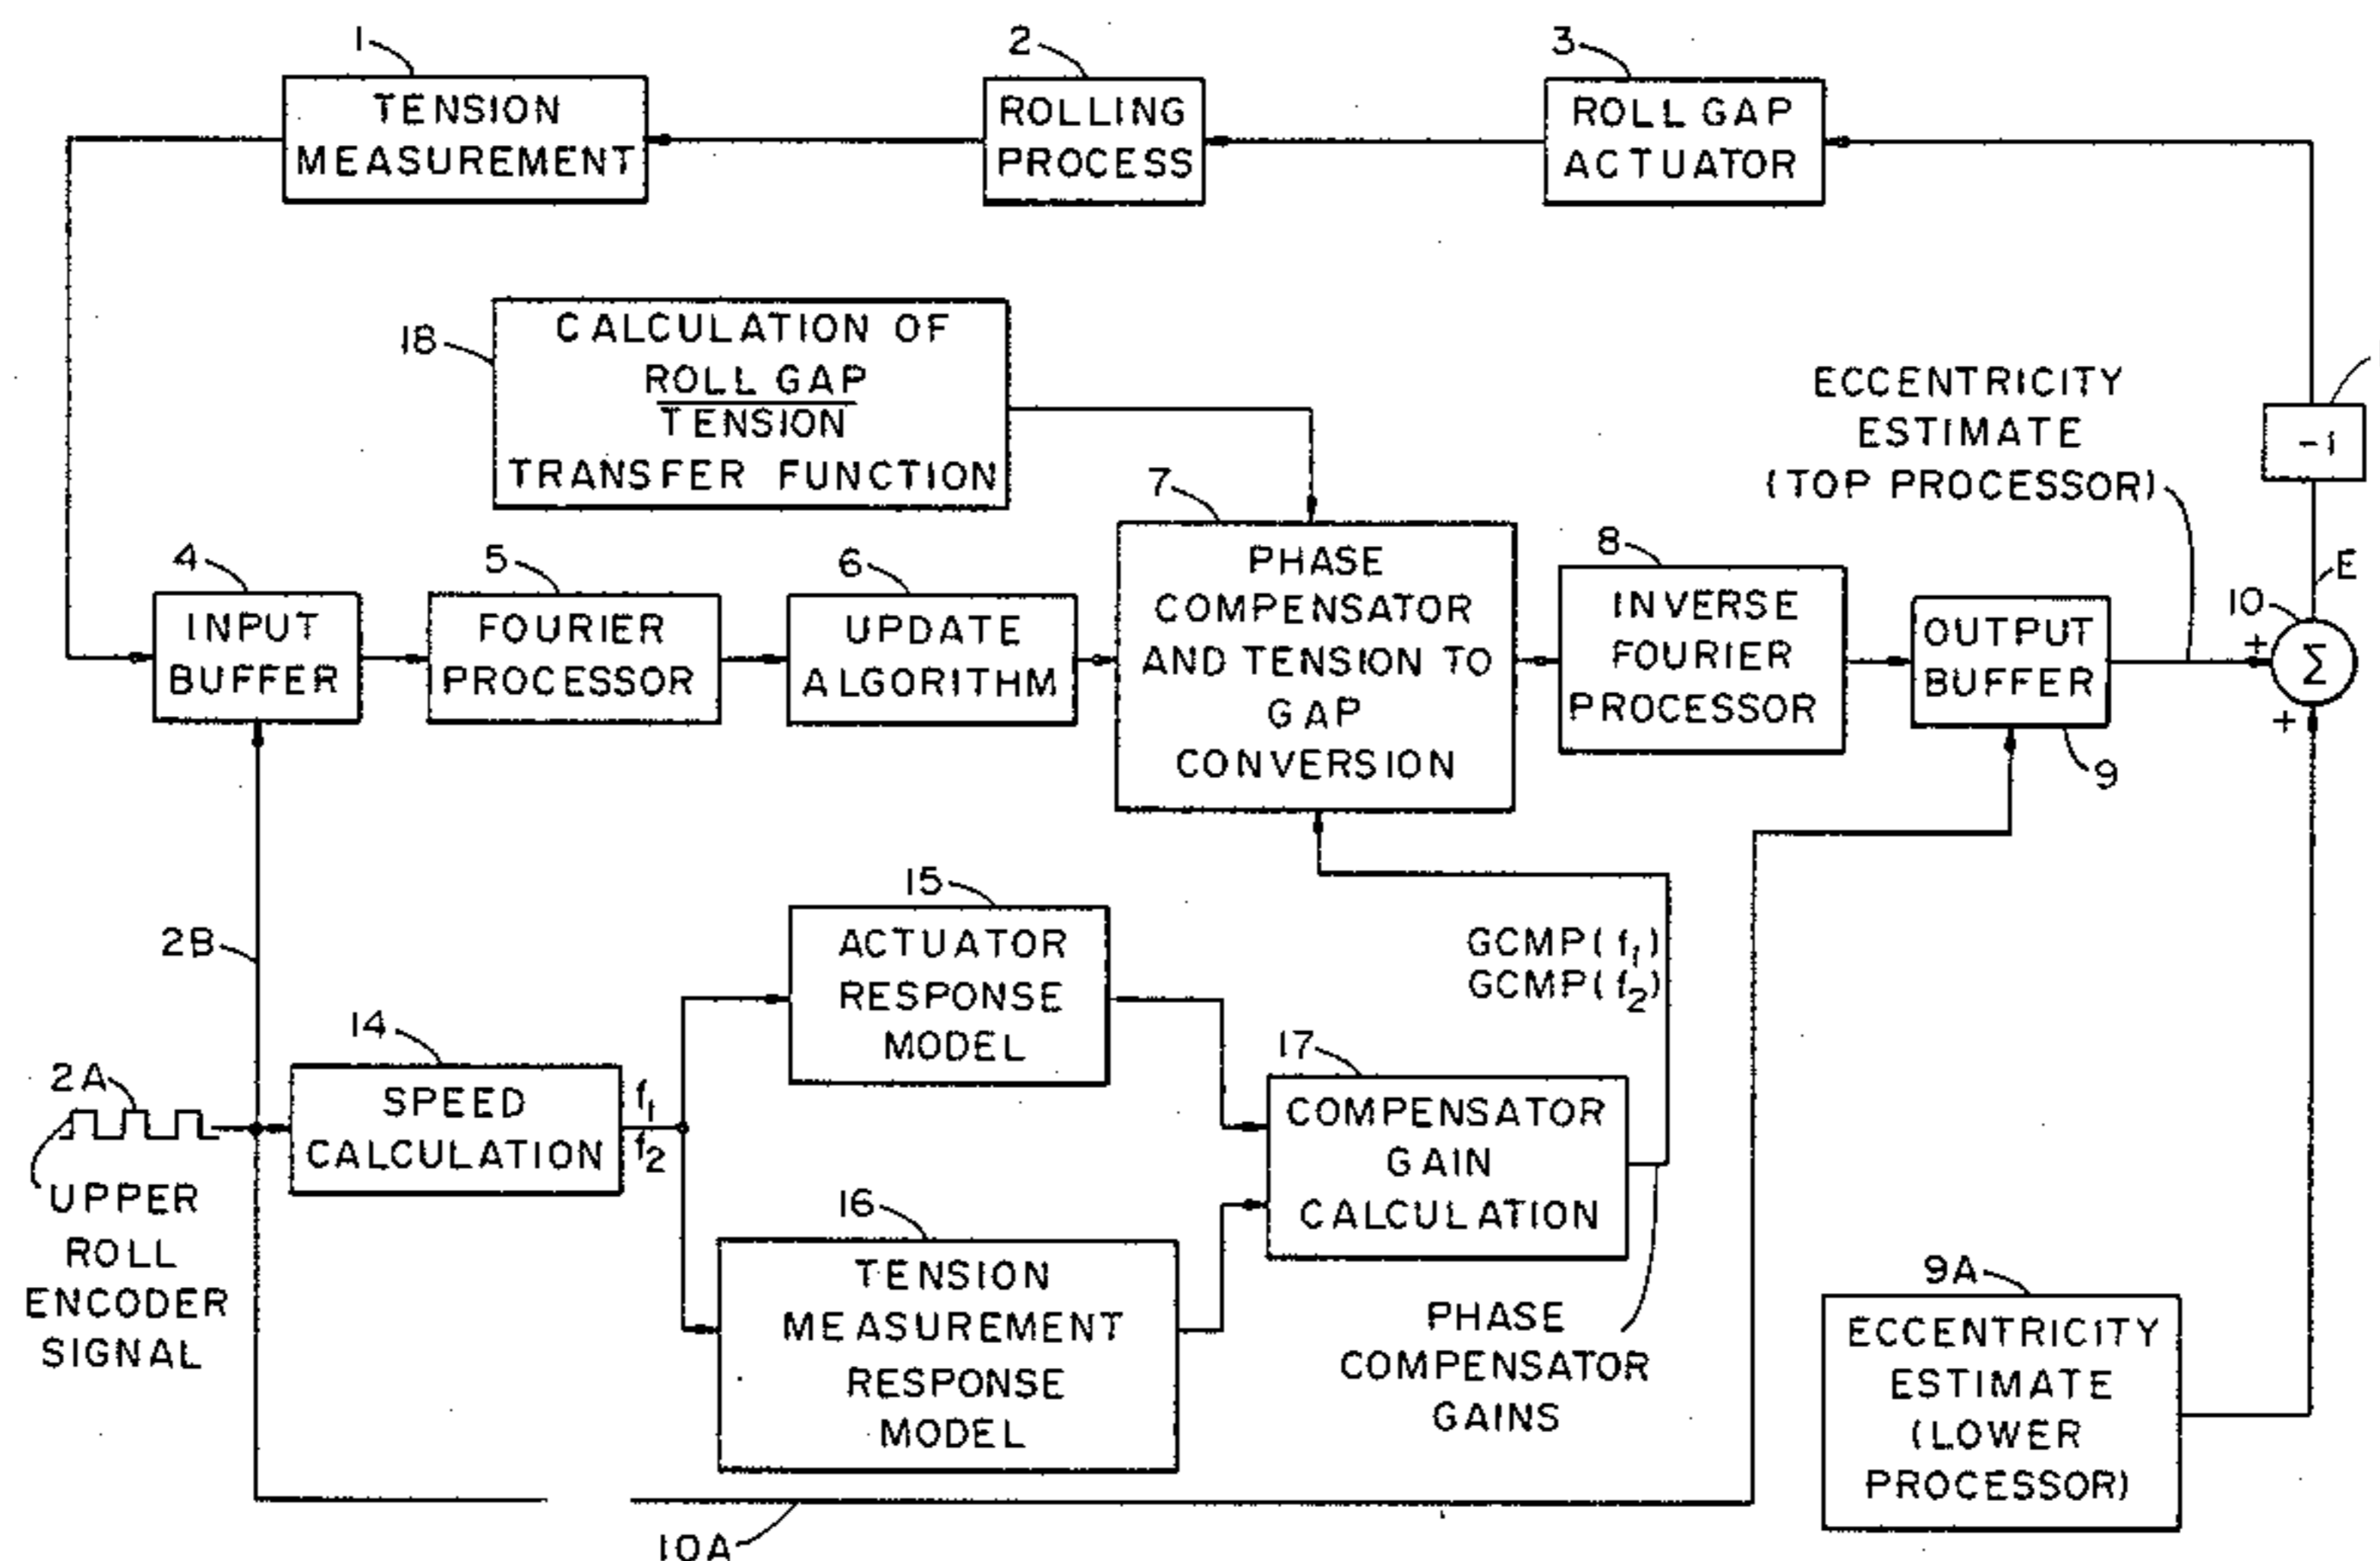 1
2
3
TENSION
MEASUREMENT
ROLLING
PROCESS
ROLL GAP
ACTUATOR
18
CALCULATION OF
ROLL GAP
TENSION
TRANSFER FUNCTION
ECCENTRICITY
ESTIMATE
(TOP PROCESSOR)
-1
4
INPUT
BUFFER
5
FOURIER
PROCESSOR
6
UPDATE
ALGORITHM
7
PHASE
COMPENSATOR
AND TENSION TO
GAP
CONVERSION
8
INVERSE
FOURIER
PROCESSOR
OUTPUT
BUFFER
9
10
E
+
Σ
+
2B
15
ACTUATOR
RESPONSE
MODEL
GCMP(f1)
GCMP(f2)
2A
UPPER
ROLL
ENCODER
SIGNAL
14
SPEED
CALCULATION
f1
f2
16
TENSION
MEASUREMENT
RESPONSE
MODEL
17
COMPENSATOR
GAIN
CALCULATION
PHASE
COMPENSATOR
GAINS
9A
ECCENTRICITY
ESTIMATE
(LOWER
PROCESSOR)
10A